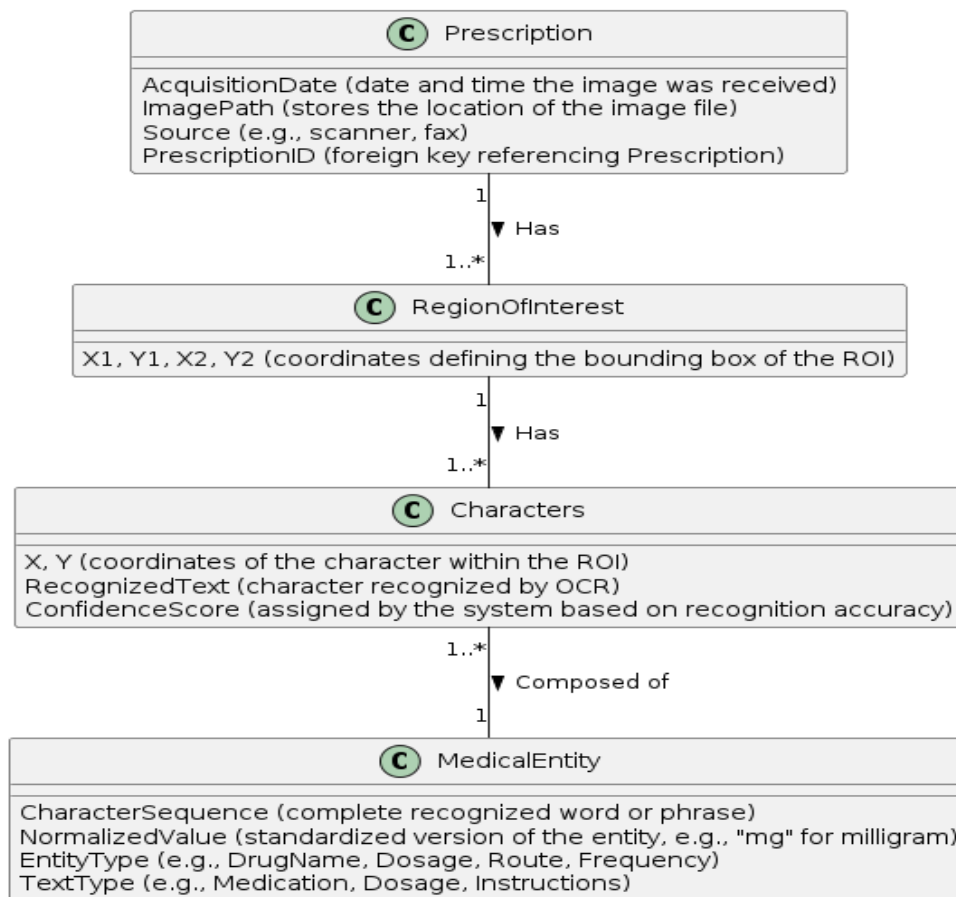 C Prescription
AcquisitionDate (date and time the image was received)
ImagePath (stores the location of the image file)
Source (e.g., scanner, fax)
PrescriptionID (foreign key referencing Prescription)
1
Has
1..*
C RegionOfInterest
X1, Y1, X2, Y2 (coordinates defining the bounding box of the ROI)
1
Has
1..*
C Characters
X, Y (coordinates of the character within the ROI)
RecognizedText (character recognized by OCR)
ConfidenceScore (assigned by the system based on recognition accuracy)
1..*
Composed of
1
C MedicalEntity
CharacterSequence (complete recognized word or phrase)
NormalizedValue (standardized version of the entity, e.g., "mg" for milligram)
EntityType (e.g., DrugName, Dosage, Route, Frequency)
TextType (e.g., Medication, Dosage, Instructions)